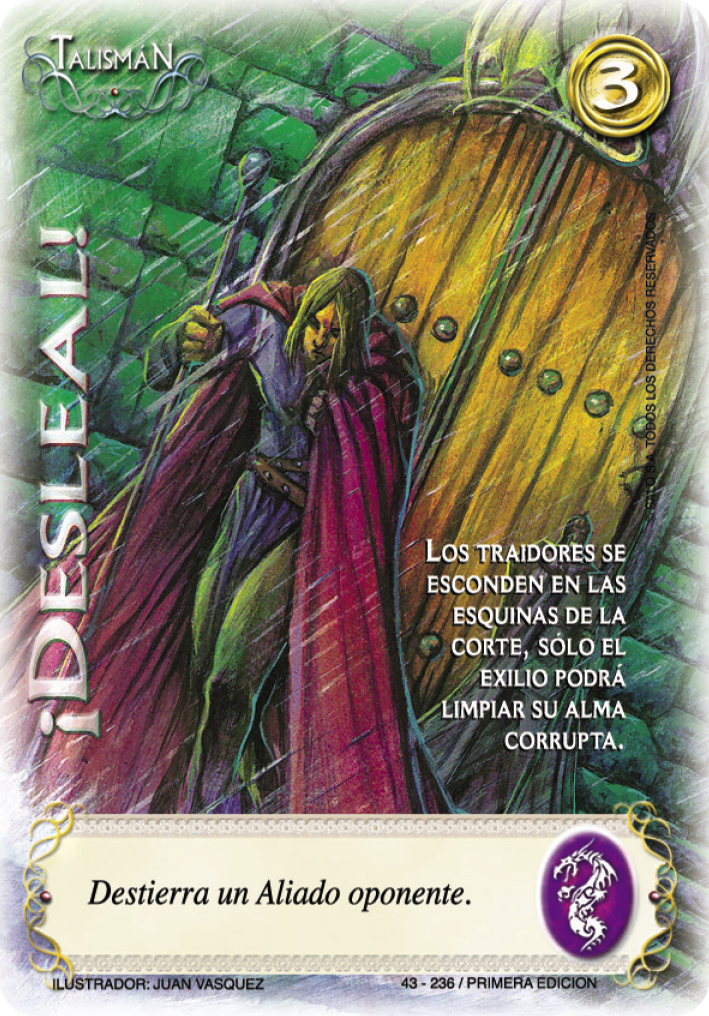 TALISMÁN
3
¡DESLEAL!
TODOS LOS DERECHOS RESERVADOS
LOS TRAIDORES SE
ESCONDEN EN LAS
ESQUINAS DE LA
CORTE, SÓLO EL
EXILIO PODRÁ
LIMPIAR SU ALMA
CORRUPTA.
Destierra un Aliado oponente.
ILUSTRADOR: JUAN VASQUEZ
43 - 236 / PRIMERA EDICION